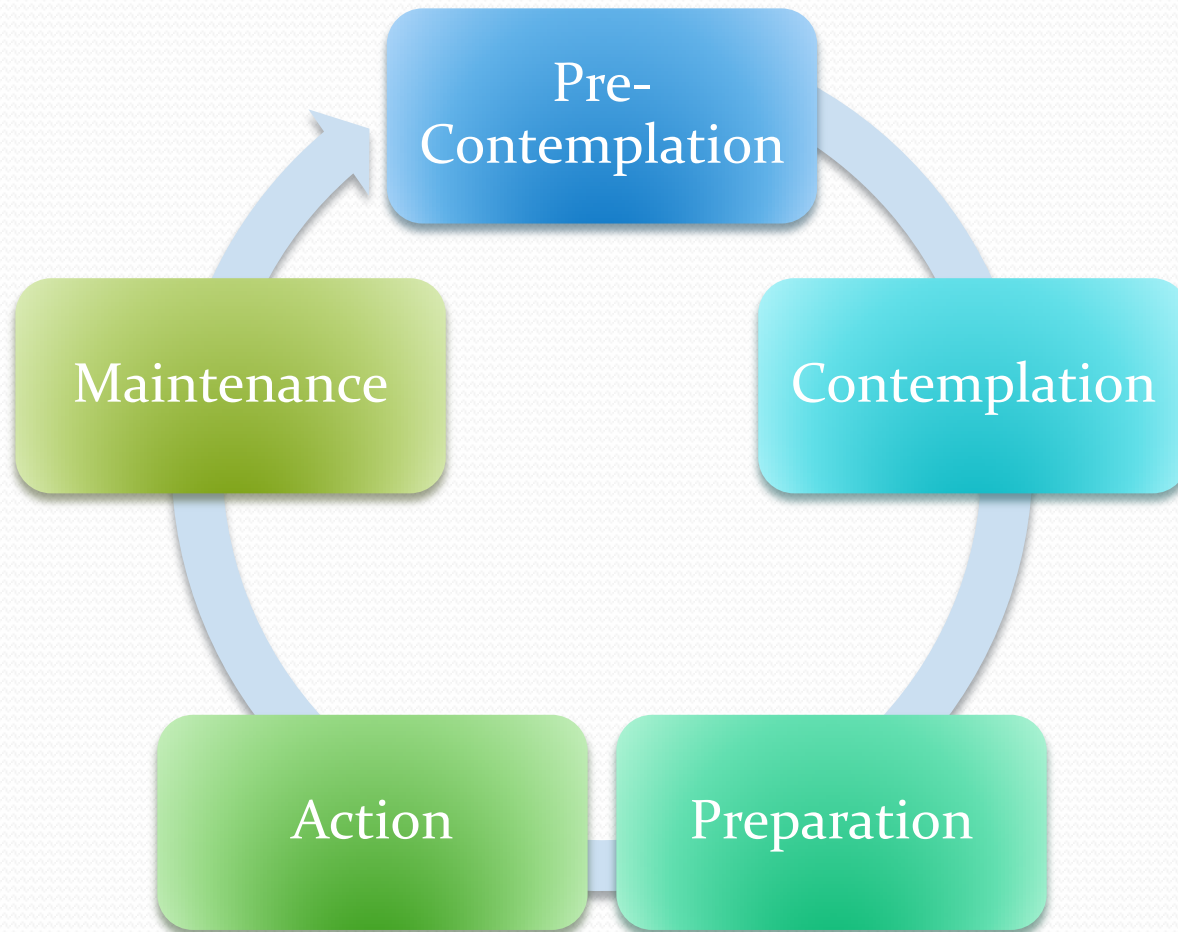 Pre-
Contemplation
Contemplation
Preparation
Action
Maintenance